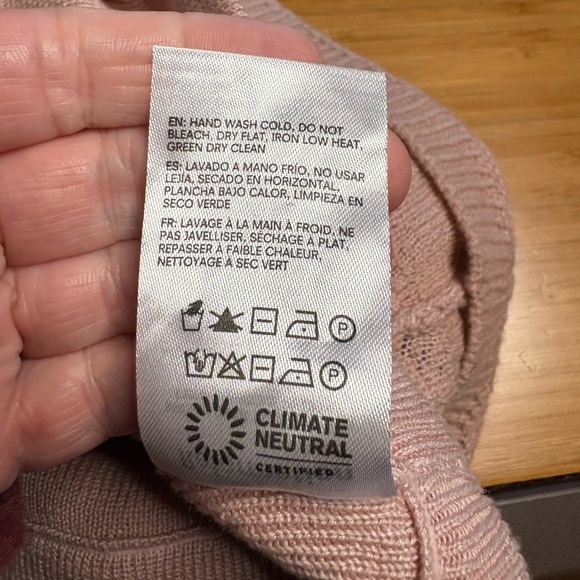 EN: HAND WASH COLD, DO NOT
BLEACH, DRY FLAT, IRON LOW HEAT,
GREEN DRY CLEAN
ES: LAVADO A MANO FRÍO, NO USAR
LEJÍA, SECADO EN HORIZONTAL,
PLANCHA BAJO CALOR, LIMPIEZA EN
SECO VERDE
FR: LAVAGE À LA MAIN À FROID, NE
PAS JAVELLISER, SÉCHAGE A PLAT,
REPASSER A FAIBLE CHALEUR,
NETTOYAGE À SEC VERT
P
P
CLIMATE
NEUTRAL
CERTIFIED